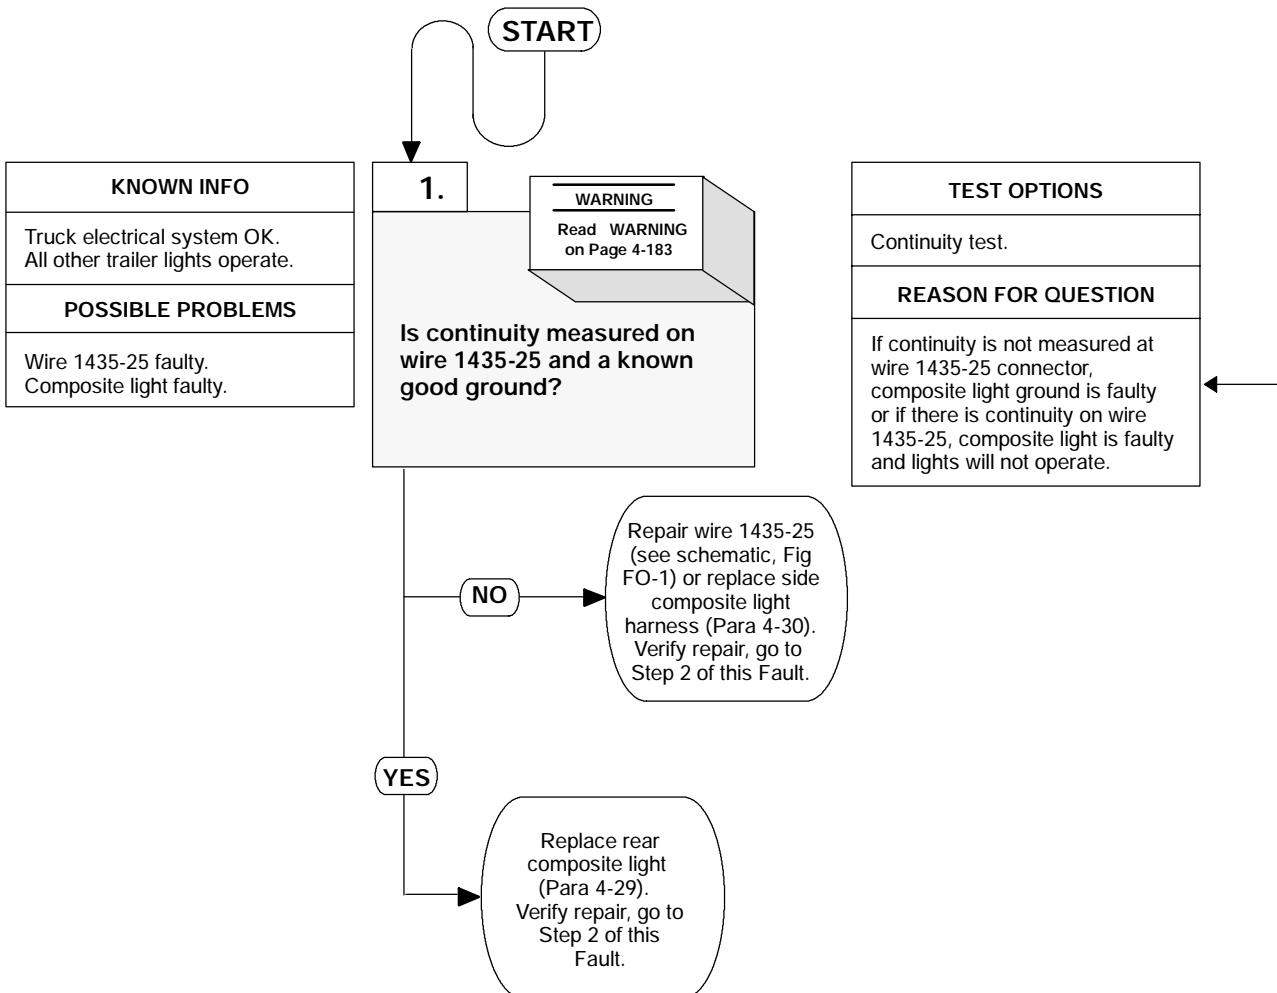 START
KNOWN INFO
Truck electrical system OK.
All other trailer lights operate.
POSSIBLE PROBLEMS
Wire 1435-25 faulty.
Composite light faulty.
1.
WARNING
Read WARNING
on Page 4-183
Is continuity measured on
wire 1435-25 and a known
good ground?
TEST OPTIONS
Continuity test.
REASON FOR QUESTION
If continuity is not measured at
wire 1435-25 connector,
composite light ground is faulty
or if there is continuity on wire
1435-25, composite light is faulty
and lights will not operate.
NO
Repair wire 1435-25
(see schematic, Fig
FO-1) or replace side
composite light
harness (Para 4-30).
Verify repair, go to
Step 2 of this Fault.
YES
Replace rear
composite light
(Para 4-29).
Verify repair, go to
Step 2 of this
Fault.